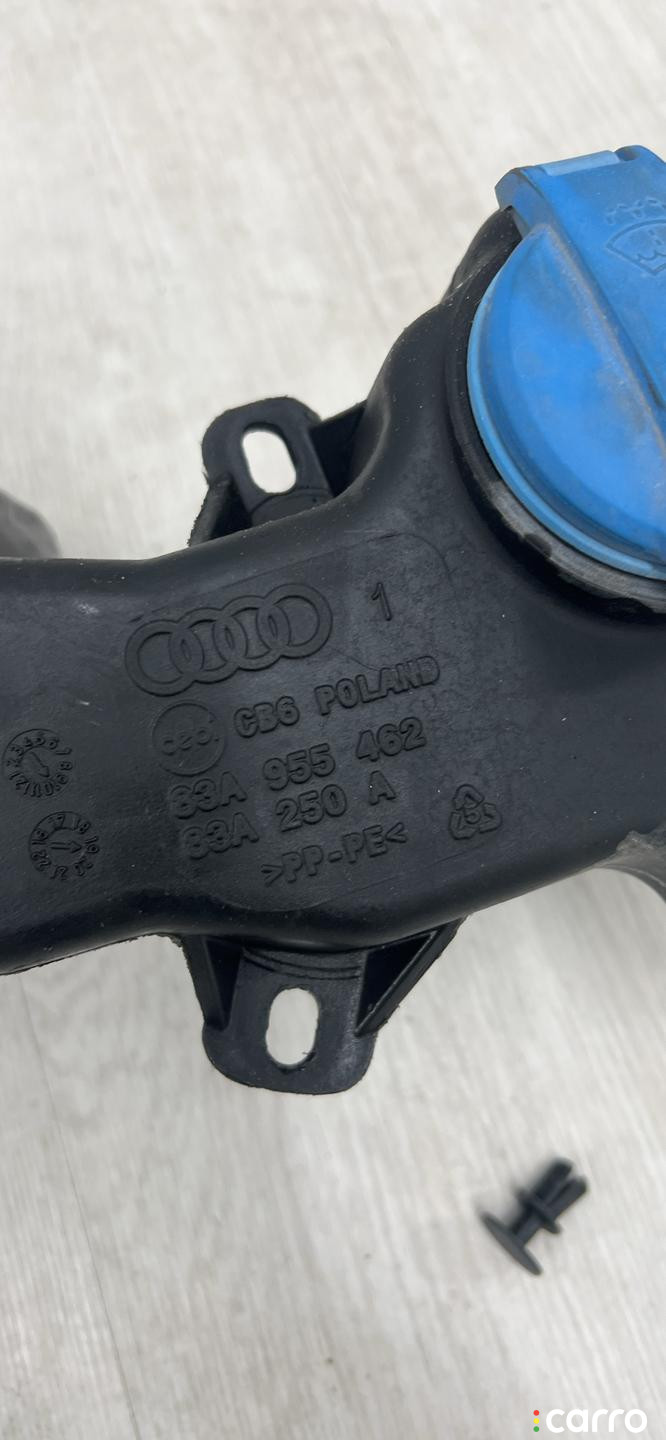 1
CB6 POLAND
83A 955 462
83A 250 A
>PP-PE<
carro